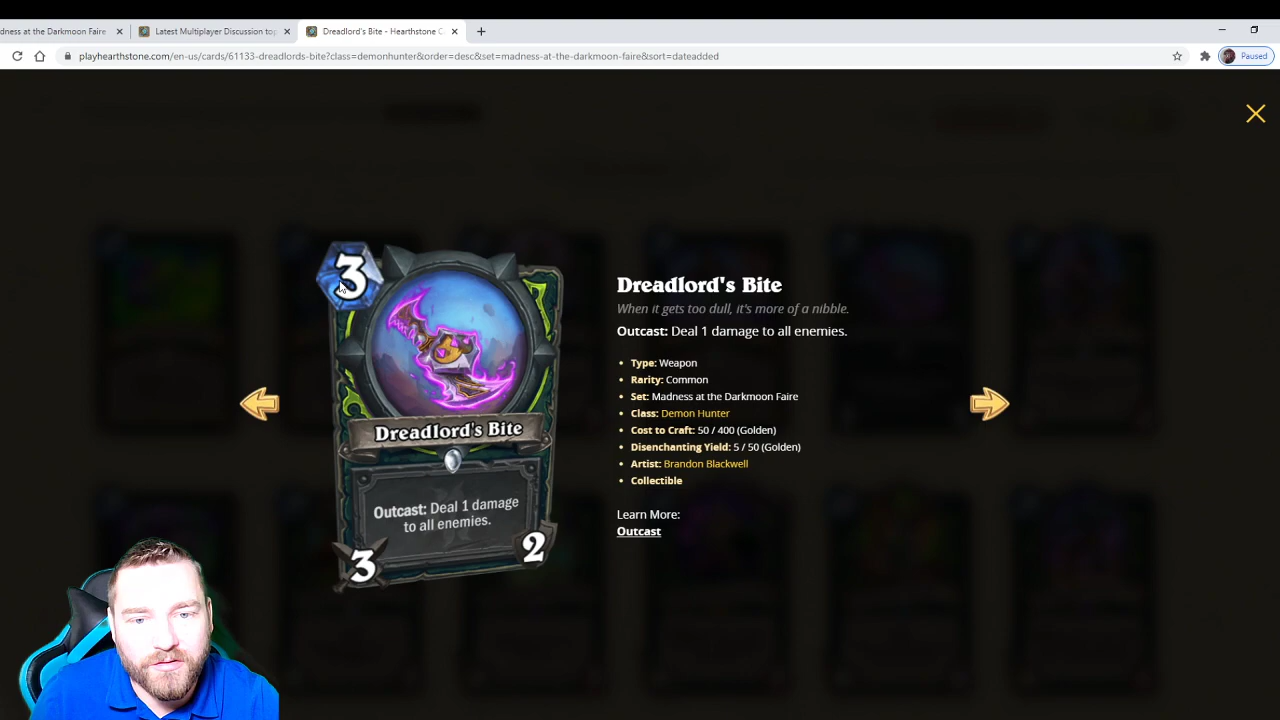 dness at the Darkmoon Faire
Latest Multiplayer Discussion top
Dreadlord's Bite - Hearthstone C
playhearthstone.com/en-us/cards/61133-dreadlords-bite?class=demonhunter&order=desc&set=madness-at-the-darkmoon-faire&sort=dateadded
Paused
3
Dreadlord's Bite
Outcast: Deal 1 damage
to all enemies.
3
2
Dreadlord's Bite
When it gets too dull, it's more of a nibble.
Outcast: Deal 1 damage to all enemies.
Type: Weapon
Rarity: Common
Set: Madness at the Darkmoon Faire
Class: Demon Hunter
Cost to Craft: 50 / 400 (Golden)
Disenchanting Yield: 5 / 50 (Golden)
Artist: Brandon Blackwell
Collectible
Learn More:
Outcast